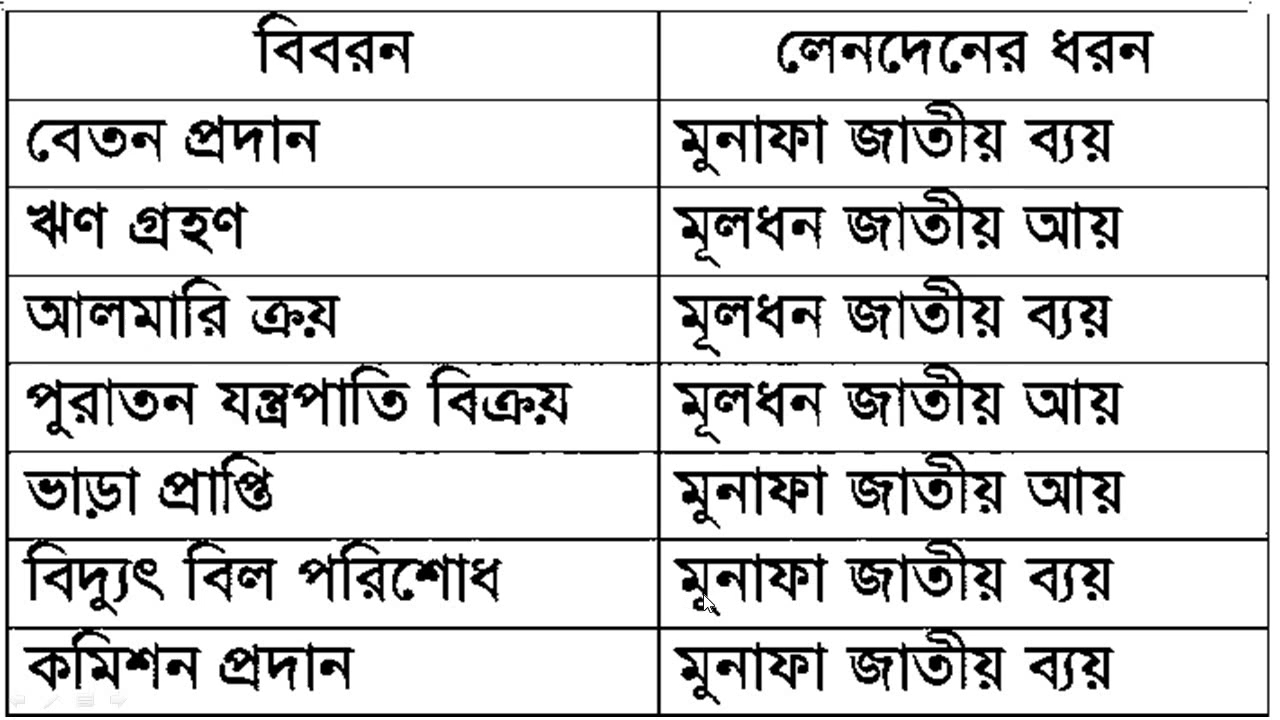 বিবরন লেনদেনের ধরন
বেতন প্রদান মুনাফা জাতীয় ব্যয়
ঋণ গ্রহণ মূলধন জাতীয় আয়
আলমারি ক্রয় মূলধন জাতীয় ব্যয়
পুরাতন যন্ত্রপাতি বিক্রয় মূলধন জাতীয় আয়
ভাড়া প্রাপ্তি মুনাফা জাতীয় আয়
বিদ্যুৎ বিল পরিশোধ মুনাফা জাতীয় ব্যয়
কমিশন প্রদান মুনাফা জাতীয় ব্যয়